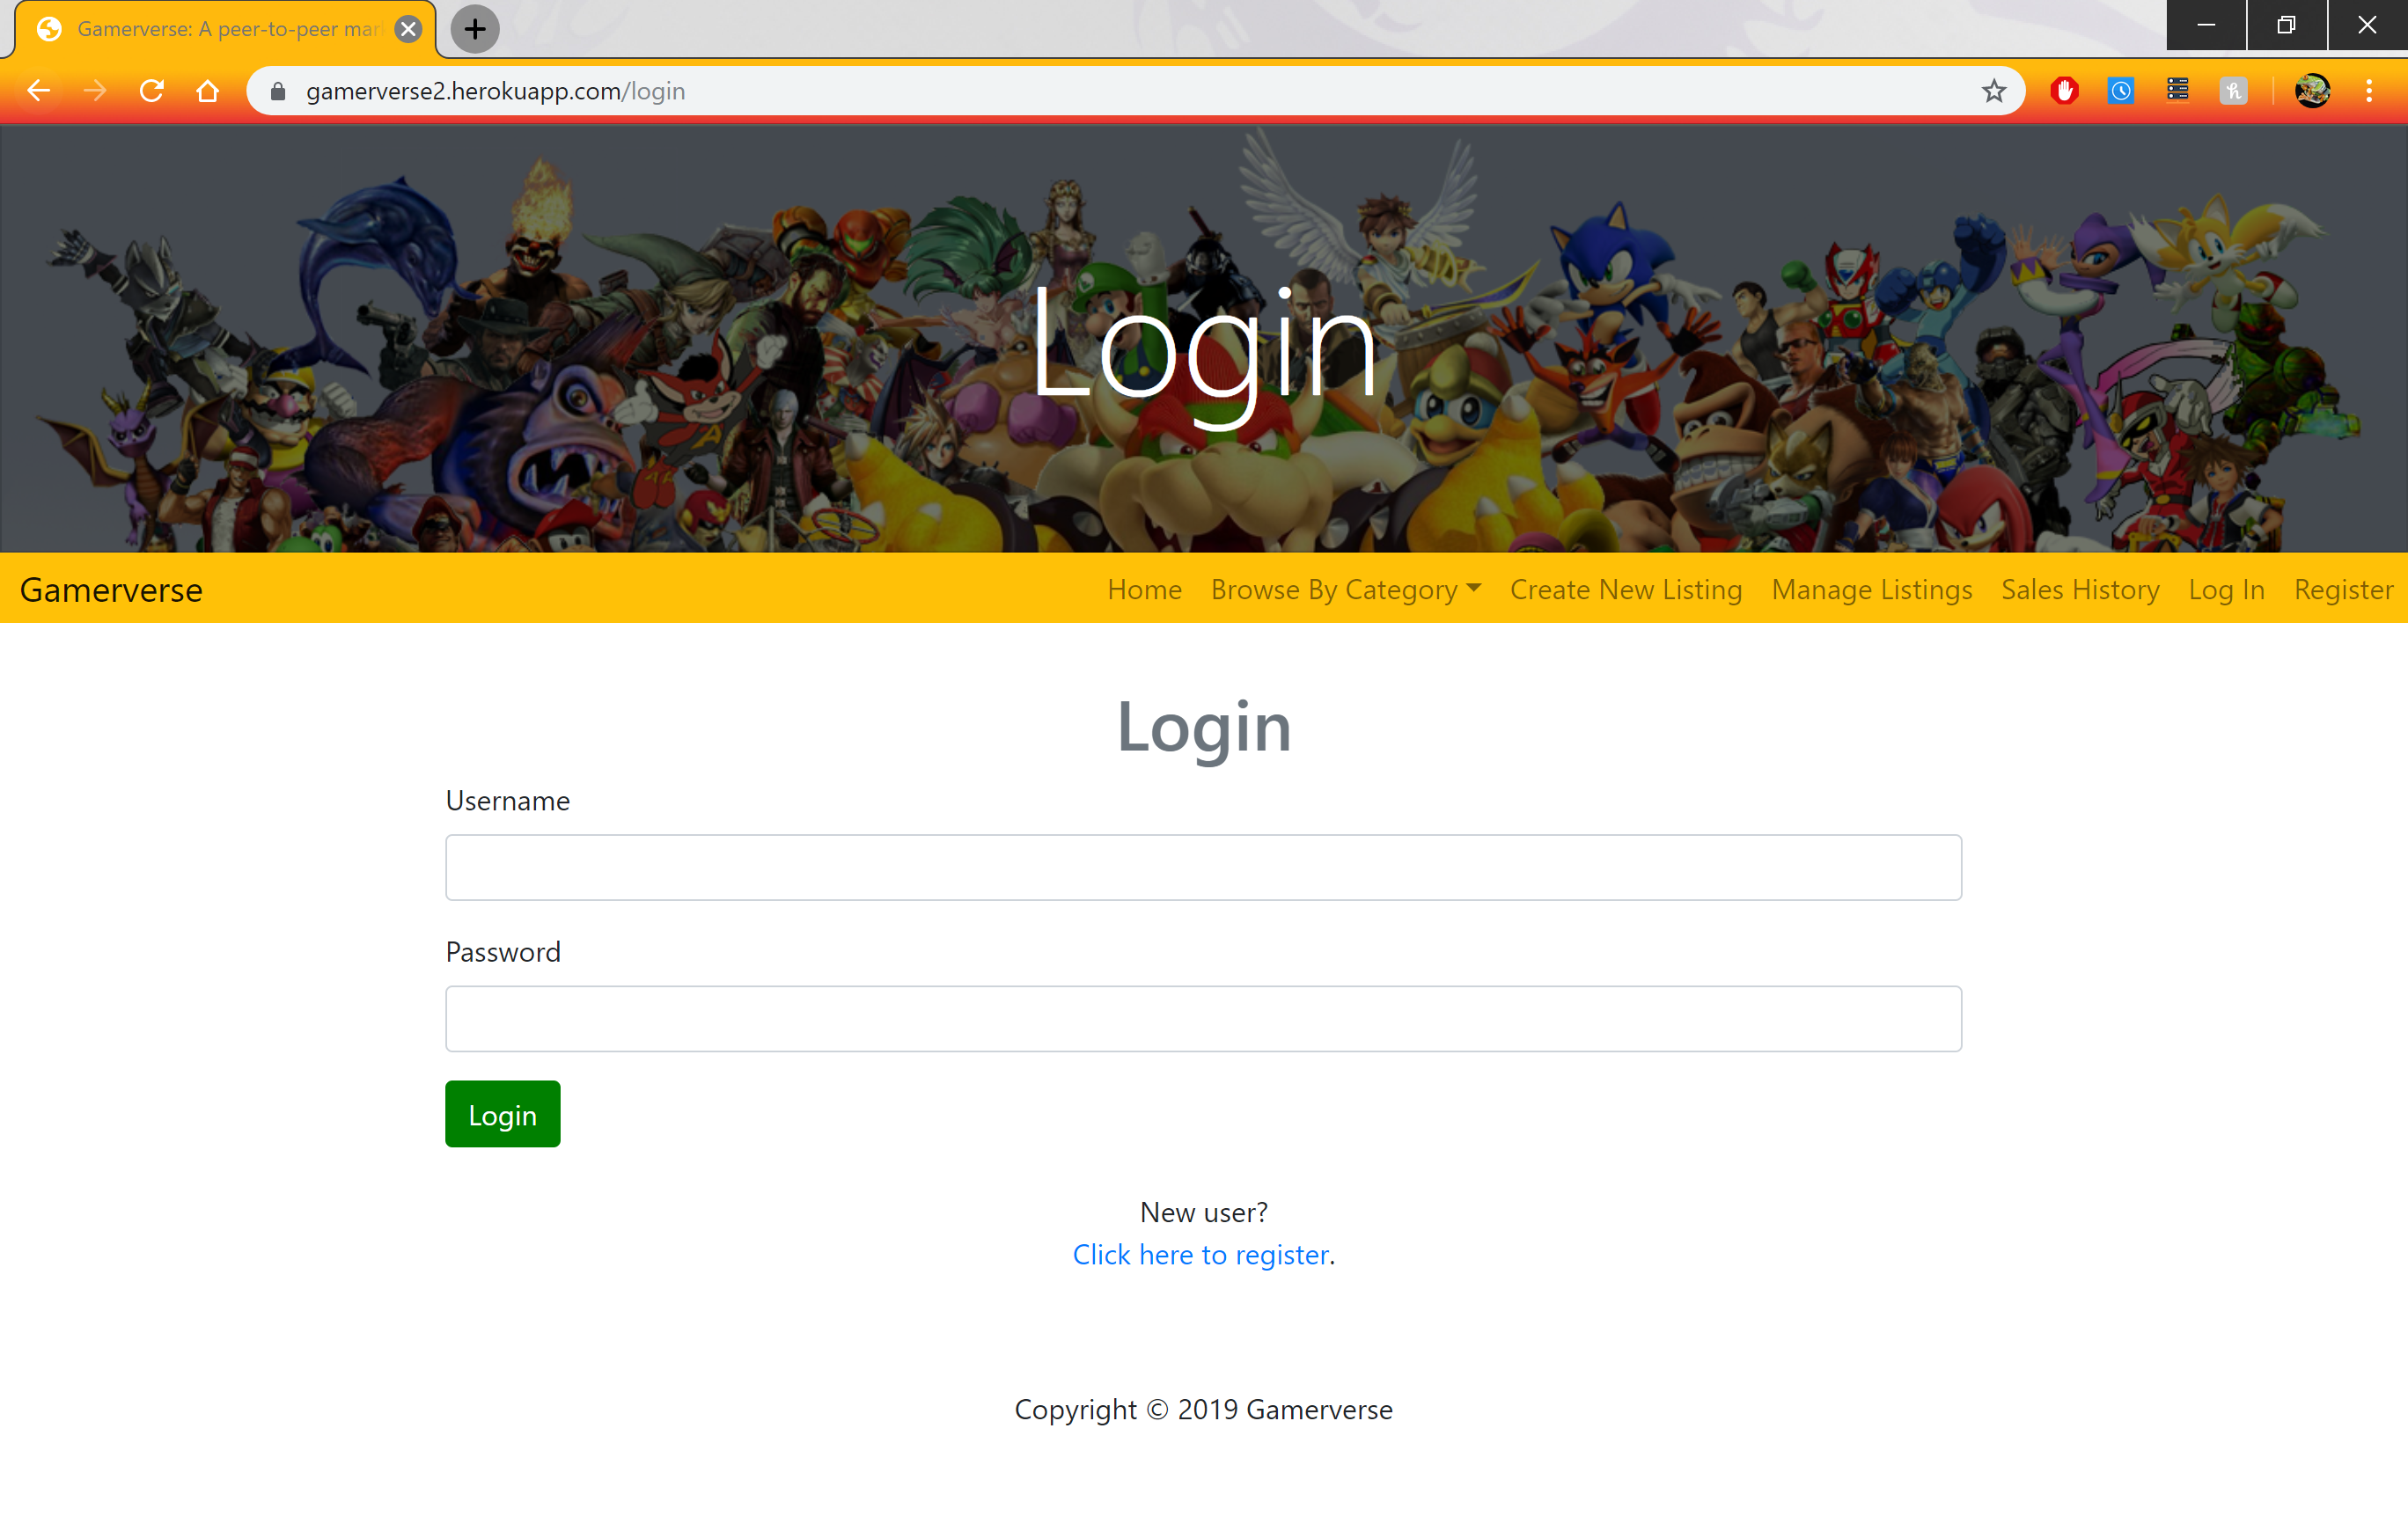 Gamerverse: A peer-to-peer mar
gamerverse2.herokuapp.com/login
Login
Gamerverse
Home Browse By Category Create New Listing Manage Listings Sales History Log In Register
Login
Username
Password
Login
New user?
Click here to register.
Copyright © 2019 Gamerverse